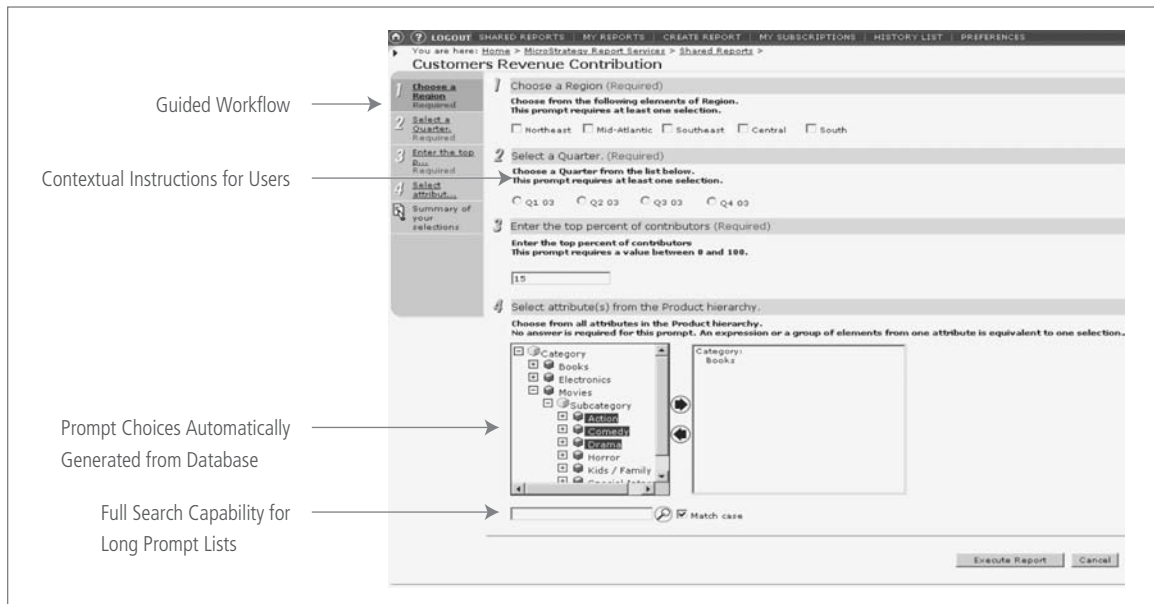 LOGOUT SHARED REPORTS | MY REPORTS | CREATE REPORT | MY SUBSCRIPTIONS | HISTORY LIST | PREFERENCES
You are here: Home > MicroStrategy Report Services > Shared Reports >
Customers Revenue Contribution
Guided Workflow
Contextual Instructions for Users
Prompt Choices Automatically
Generated from Database
Full Search Capability for
Long Prompt Lists
1 Choose a
Region
Required
2 Select a
Quarter.
Required
3 Enter the top
p...
Required
4 Select
attribut...
Summary of
your
selections
1 Choose a Region (Required)
Choose from the following elements of Region.
This prompt requires at least one selection.
Northeast Mid-Atlantic Southeast Central South
2 Select a Quarter. (Required)
Choose a Quarter from the list below.
This prompt requires at least one selection.
Q1 03 Q2 03 Q3 03 Q4 03
3 Enter the top percent of contributors (Required)
Enter the top percent of contributors
This prompt requires a value between 0 and 100.
15
4 Select attribute(s) from the Product hierarchy.
Choose from all attributes in the Product hierarchy.
No answer is required for this prompt. An expression or a group of elements from one attribute is equivalent to one selection.
Category
Books
Electronics
Movies
Subcategory
Action
Comedy
Drama
Horror
Kids / Family
Category:
Books
Match case
Execute Report Cancel